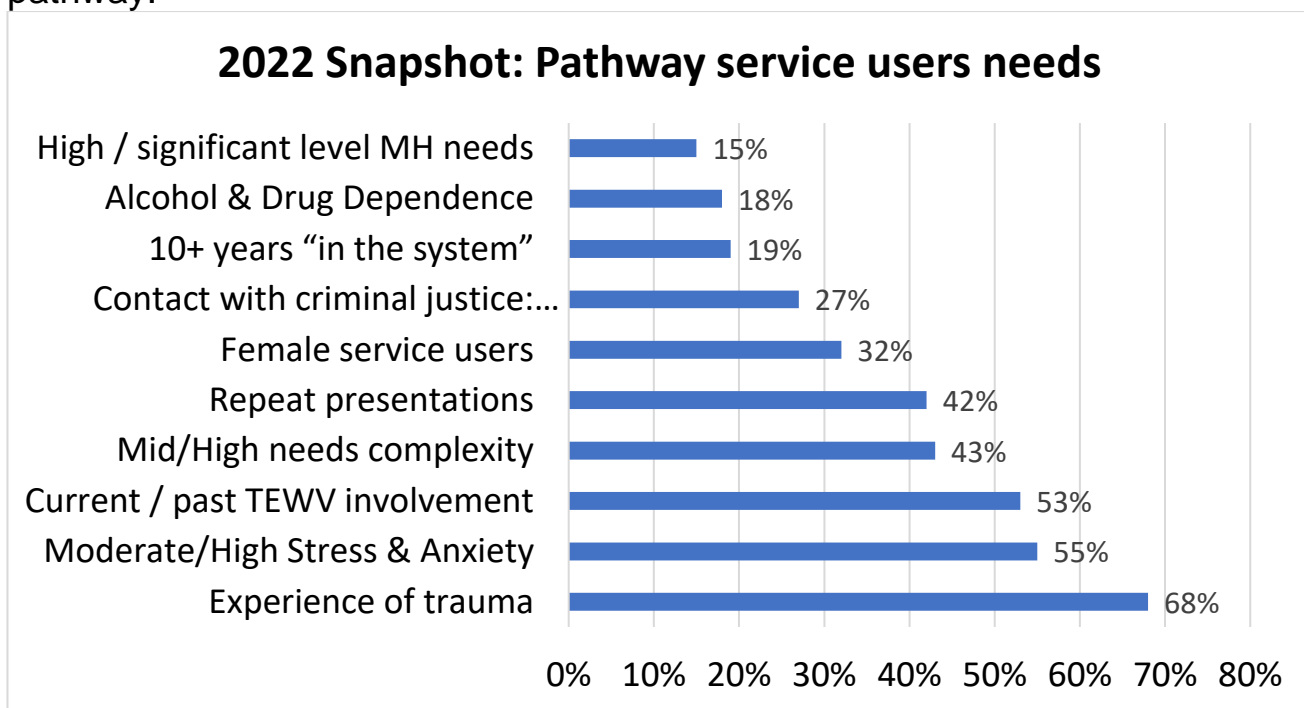 pathway.
2022 Snapshot: Pathway service users needs
High / significant level MH needs 15%
Alcohol & Drug Dependence 18%
10+ years “in the system” 19%
Contact with criminal justice:... 27%
Female service users 32%
Repeat presentations 42%
Mid/High needs complexity 43%
Current / past TEWV involvement 53%
Moderate/High Stress & Anxiety 55%
Experience of trauma 68%
0% 10% 20% 30% 40% 50% 60% 70% 80%